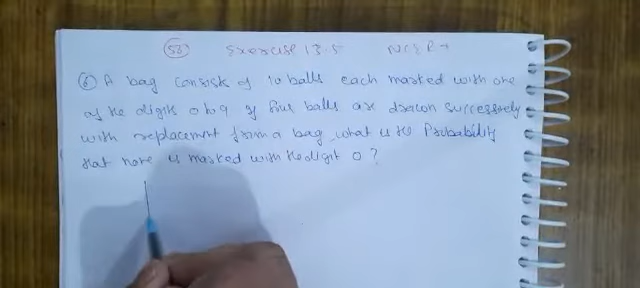 53 Exercise 13.5 NCERT
6 A bag consists of 10 balls each marked with one
of the digits 0 to 9 if four balls are drawn successively
with replacement from a bag what is the Probability
that none is marked with the digit 0 ?